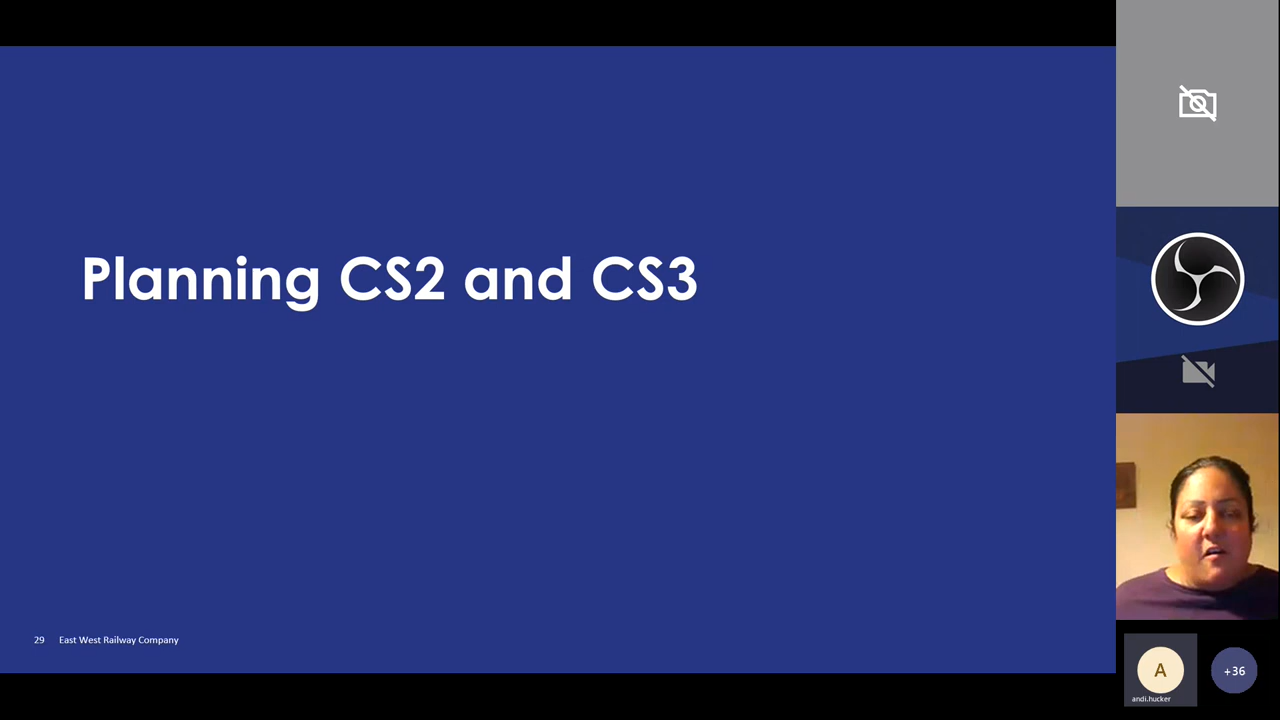 Planning CS2 and CS3
29 East West Railway Company
A
andi.hucker
+36